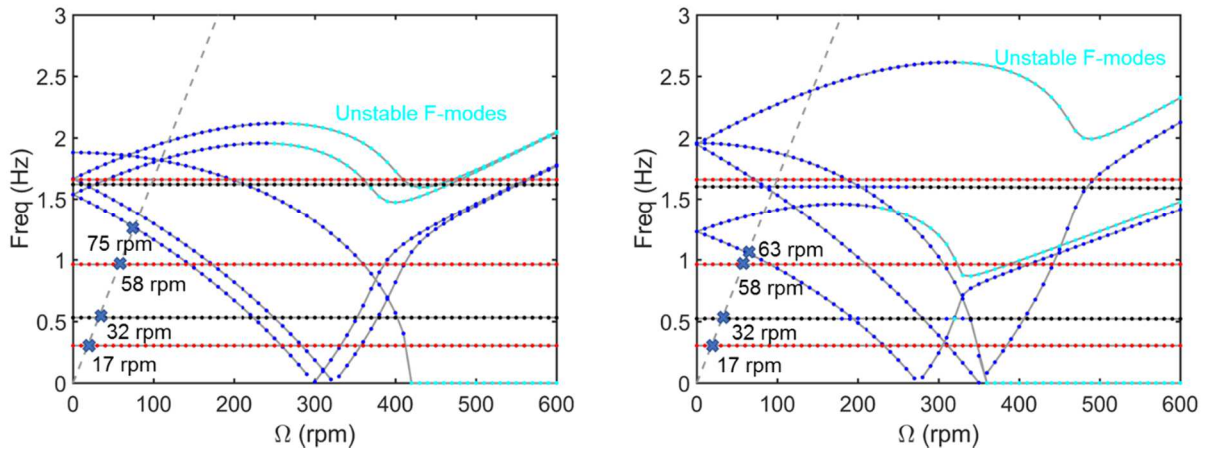 3
2.5
2
1.5
1
0.5
0
Freq (Hz)
Unstable F-modes
75 rpm
58 rpm
32 rpm
17 rpm
0 100 200 300 400 500 600
Ω (rpm)
3
2.5
2
1.5
1
0.5
0
Freq (Hz)
Unstable F-modes
63 rpm
58 rpm
32 rpm
17 rpm
0 100 200 300 400 500 600
Ω (rpm)